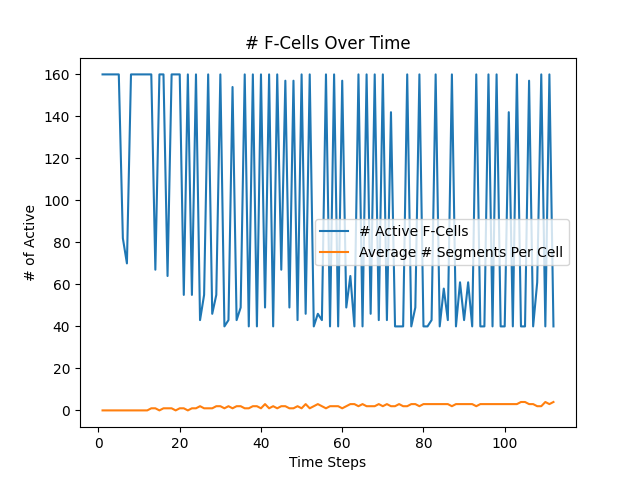 # F-Cells Over Time
160
140
120
100
80
60
40
20
0
# of Active
# Active F-Cells
Average # Segments Per Cell
0 20 40 60 80 100
Time Steps